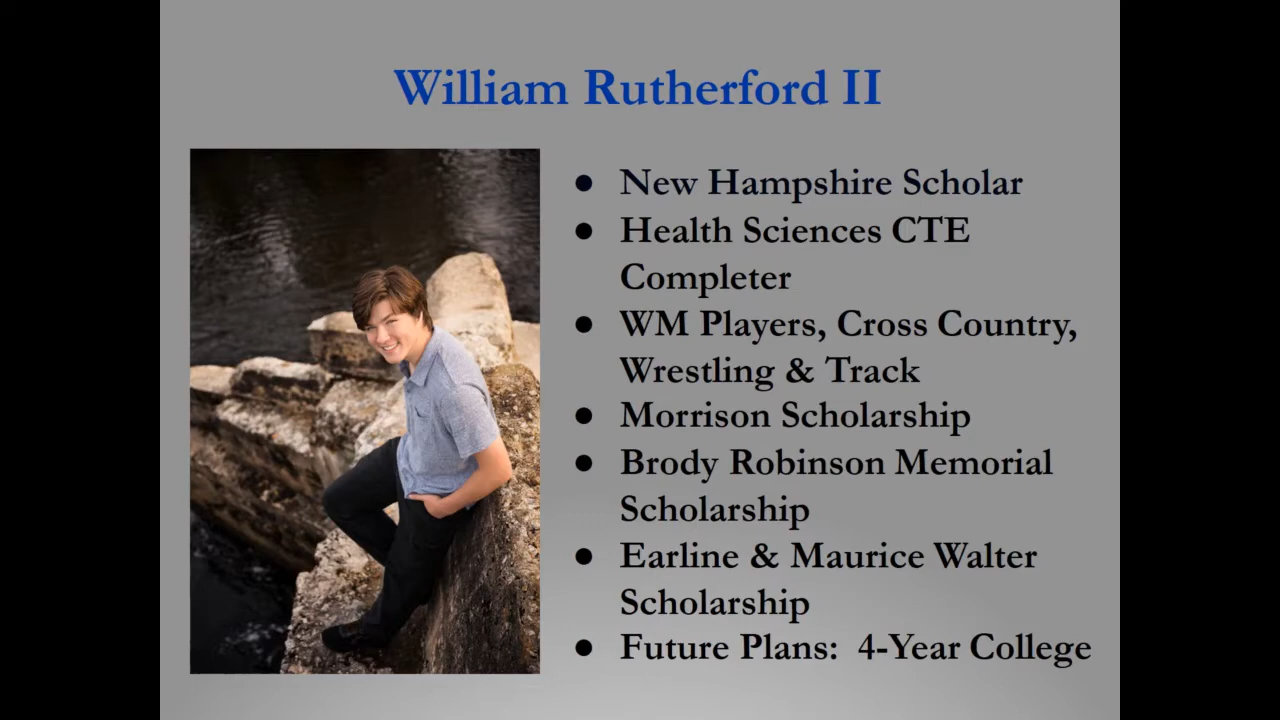 William Rutherford II
● New Hampshire Scholar
● Health Sciences CTE
Completer
● WM Players, Cross Country,
Wrestling & Track
● Morrison Scholarship
● Brody Robinson Memorial
Scholarship
● Earline & Maurice Walter
Scholarship
● Future Plans:  4-Year College